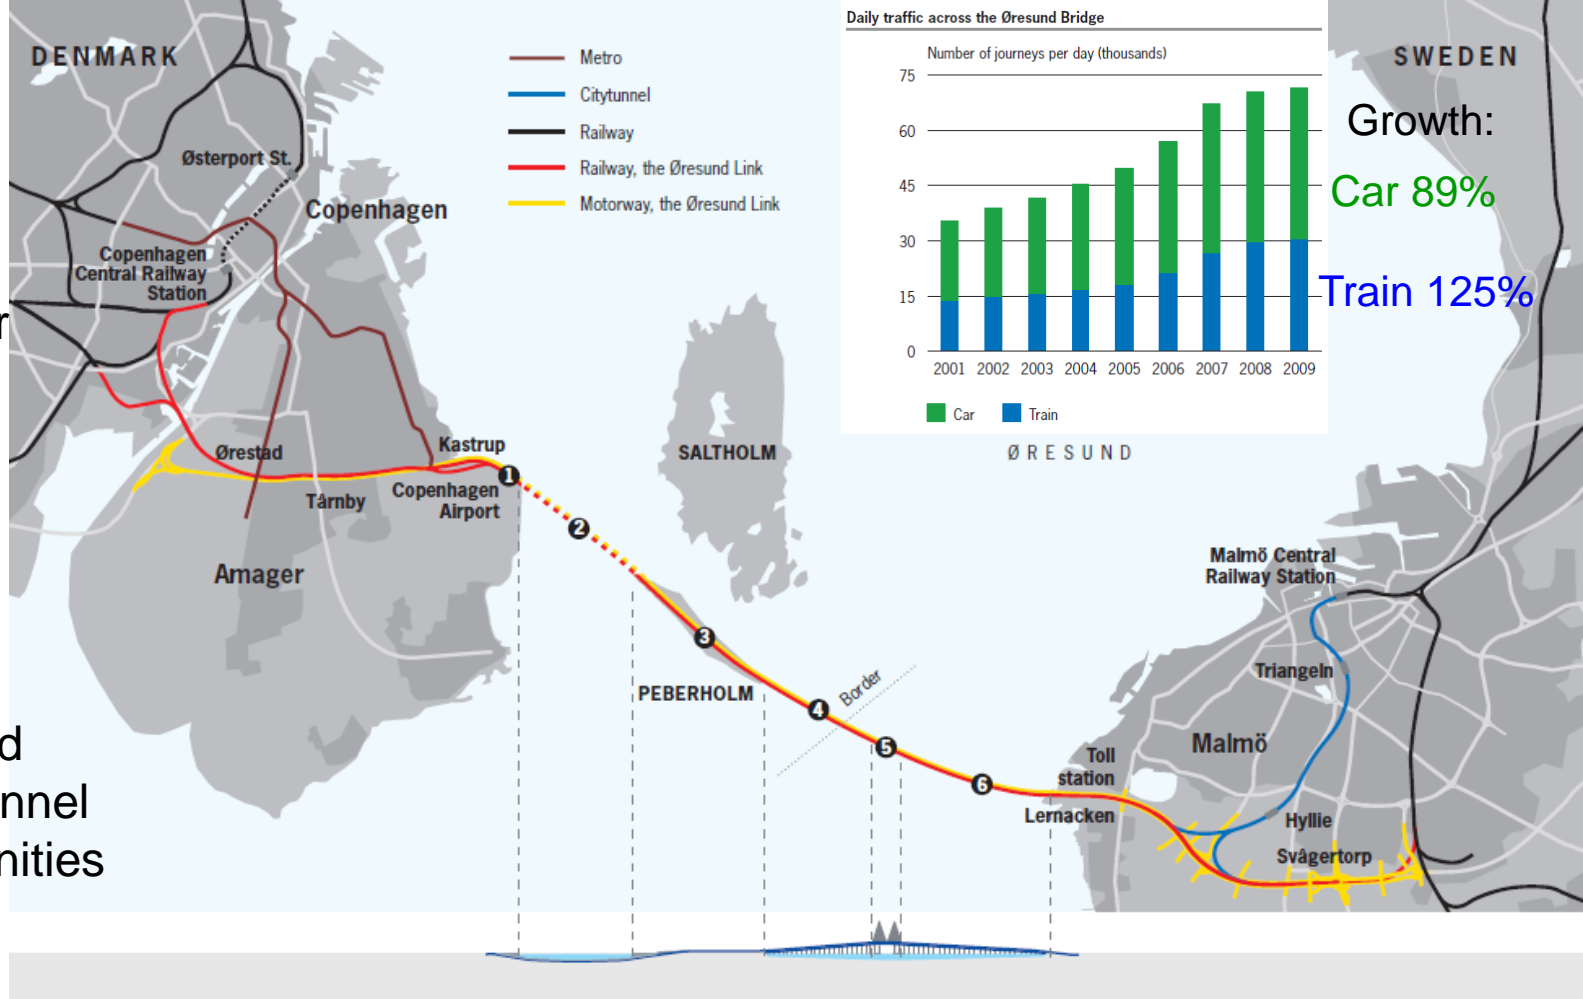 DENMARK
Metro
Citytunnel
Railway
Railway, the Øresund Link
Motorway, the Øresund Link
Daily traffic across the Øresund Bridge
Number of journeys per day (thousands)
75
60
45
30
15
0
2001 2002 2003 2004 2005 2006 2007 2008 2009
Car Train
SWEDEN
Growth:
Car 89%
Train 125%
Østerport St.
Copenhagen
Copenhagen
Central Railway
Station
r
Ørestad
Kastrup
Tårnby
Copenhagen
Airport
Amager
SALTHOLM
ØRESUND
1
2
3
PEBERHOLM
4
Border
5
6
Toll
station
Lernacken
Malmö Central
Railway Station
Triangeln
Malmö
Hyllie
Svågertorp
d
nnel
nities